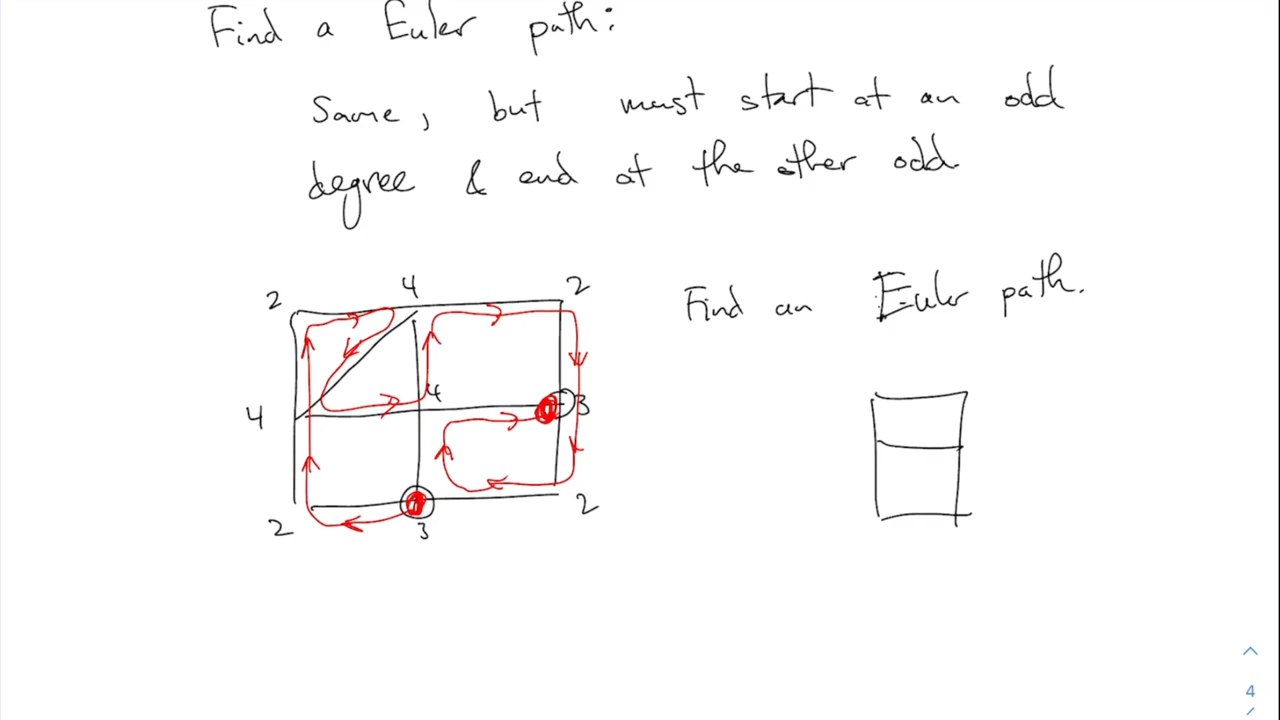 Find a Euler path:
Same, but must start at an odd
degree & end at the other odd
2 4 2
Find an Euler path.
4 4 3
2 3 2
4